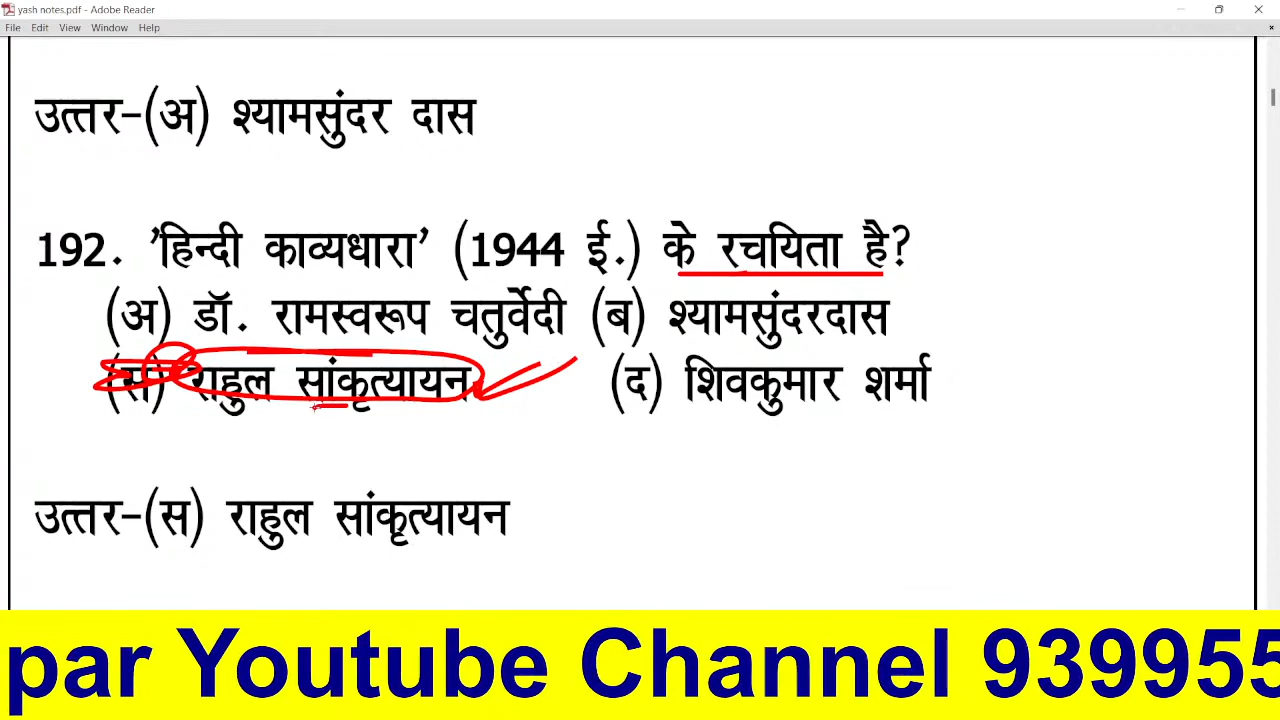 yash notes.pdf - Adobe Reader
File Edit View Window Help
उत्तर-(अ) श्यामसुंदर दास
192. 'हिन्दी काव्यधारा' (1944 ई.) के रचयिता है?
(अ) डॉ. रामस्वरूप चतुर्वेदी (ब) श्यामसुंदरदास
(स) राहुल सांकृत्यायन (द) शिवकुमार शर्मा
उत्तर-(स) राहुल सांकृत्यायन
par Youtube Channel 939955